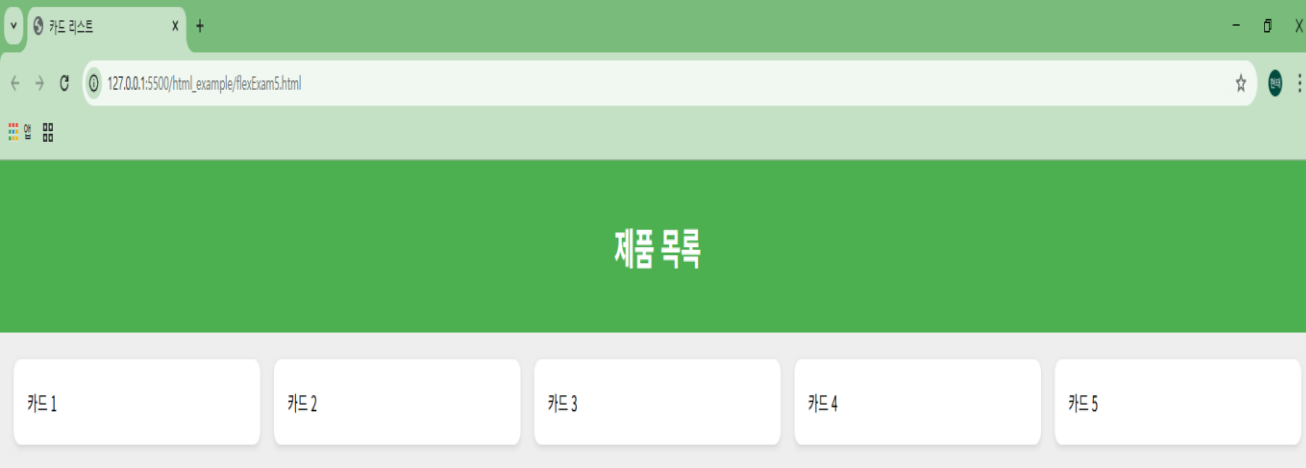 카드 리스트
127.0.0.1:5500/html_example/flexExam5.html
앱
제품 목록
카드 1
카드 2
카드 3
카드 4
카드 5